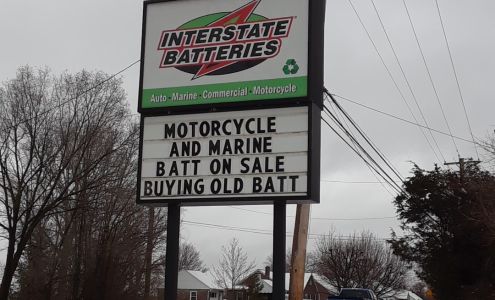 INTERSTATE
BATTERIES
Auto • Marine • Commercial • Motorcycle
MOTORCYCLE
AND MARINE
BATT ON SALE
BUYING OLD BATT